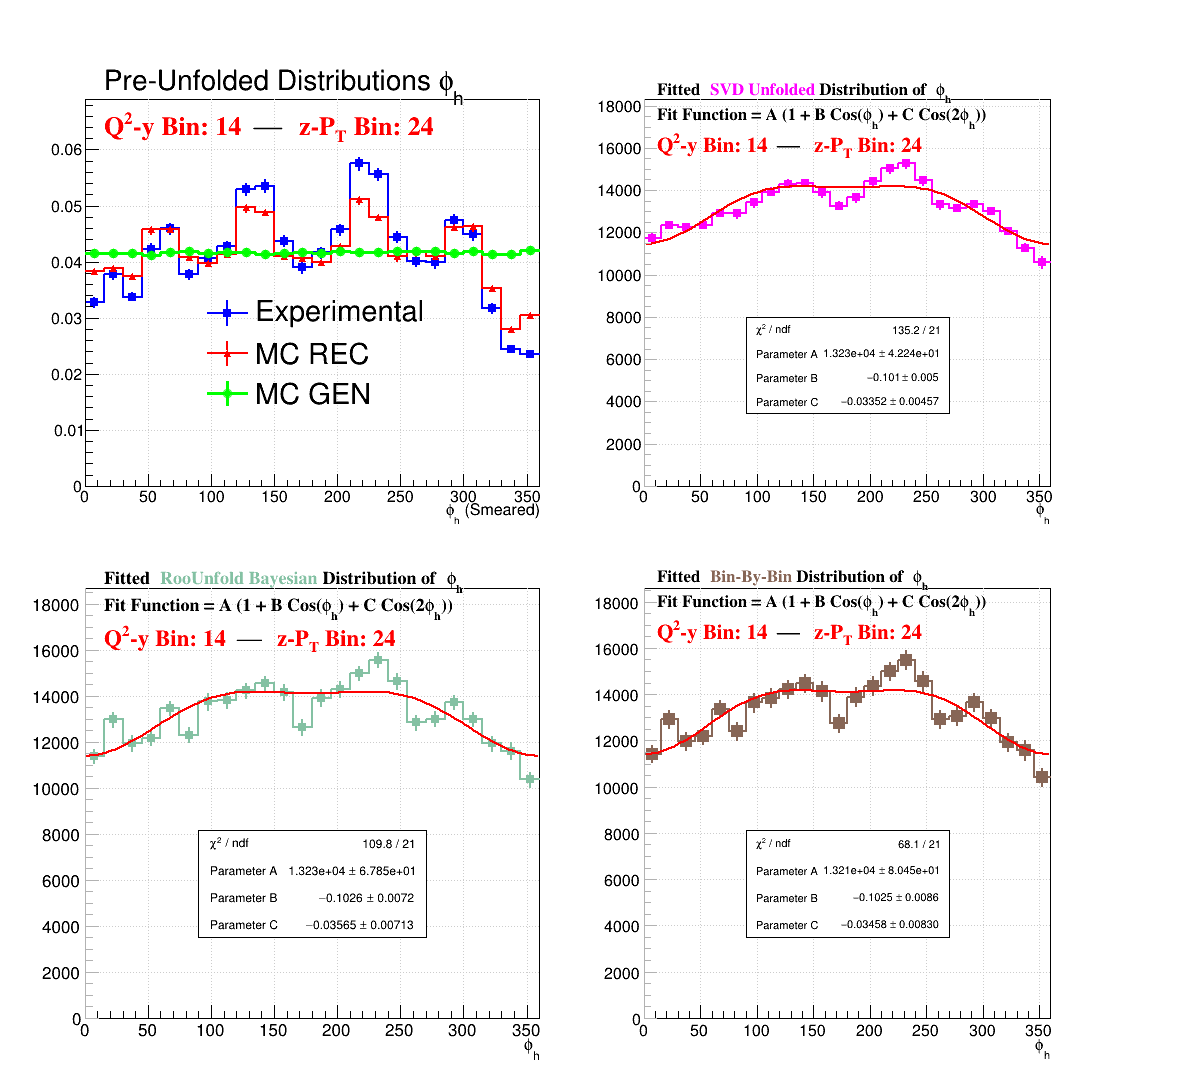 Pre-Unfolded Distributions ϕh
Q²-y Bin: 14 — z-PT Bin: 24
0.06
0.05
0.04
0.03
0.02
0.01
0
Experimental
MC REC
MC GEN
0 50 100 150 200 250 300 350
ϕh (Smeared)
Fitted SVD Unfolded Distribution of ϕh
Fit Function = A (1 + B Cos(ϕh) + C Cos(2ϕh))
Q²-y Bin: 14 — z-PT Bin: 24
18000
16000
14000
12000
10000
8000
6000
4000
2000
0
χ² / ndf 135.2 / 21
Parameter A 1.323e+04 ± 4.224e+01
Parameter B −0.101 ± 0.005
Parameter C −0.03352 ± 0.00457
0 50 100 150 200 250 300 350
ϕh
Fitted RooUnfold Bayesian Distribution of ϕh
Fit Function = A (1 + B Cos(ϕh) + C Cos(2ϕh))
Q²-y Bin: 14 — z-PT Bin: 24
18000
16000
14000
12000
10000
8000
6000
4000
2000
0
χ² / ndf 109.8 / 21
Parameter A 1.323e+04 ± 6.785e+01
Parameter B −0.1026 ± 0.0072
Parameter C −0.03565 ± 0.00713
0 50 100 150 200 250 300 350
ϕh
Fitted Bin-By-Bin Distribution of ϕh
Fit Function = A (1 + B Cos(ϕh) + C Cos(2ϕh))
Q²-y Bin: 14 — z-PT Bin: 24
18000
16000
14000
12000
10000
8000
6000
4000
2000
0
χ² / ndf 68.1 / 21
Parameter A 1.321e+04 ± 8.045e+01
Parameter B −0.1025 ± 0.0086
Parameter C −0.03458 ± 0.00830
0 50 100 150 200 250 300 350
ϕh